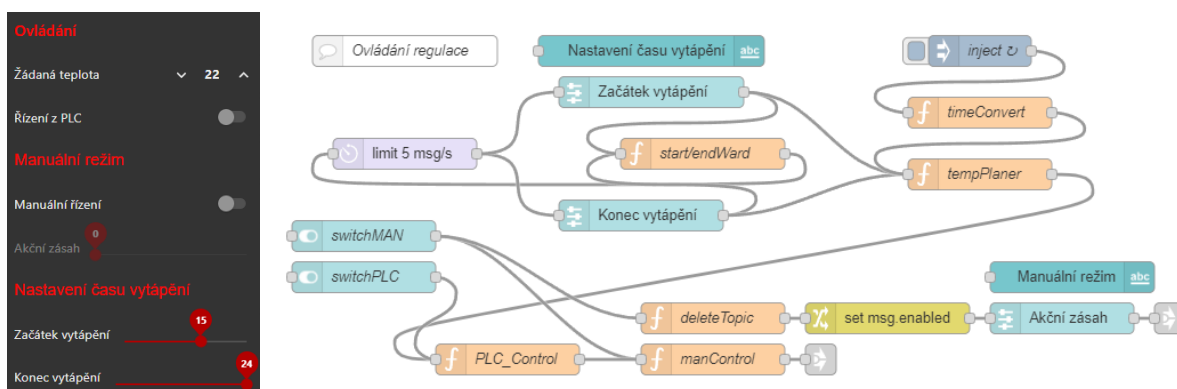 Ovládání
Žádaná teplota 22
Řízení z PLC
Manuální režim
Manuální řízení
0
Akční zásah
Nastavení času vytápění
15
Začátek vytápění
24
Konec vytápění
Ovládání regulace
Nastavení času vytápění abc
inject ↻
Začátek vytápění
timeConvert
limit 5 msg/s
start/endWard
tempPlaner
Konec vytápění
switchMAN
switchPLC
Manuální režim abc
deleteTopic
set msg.enabled
Akční zásah
PLC_Control
manControl